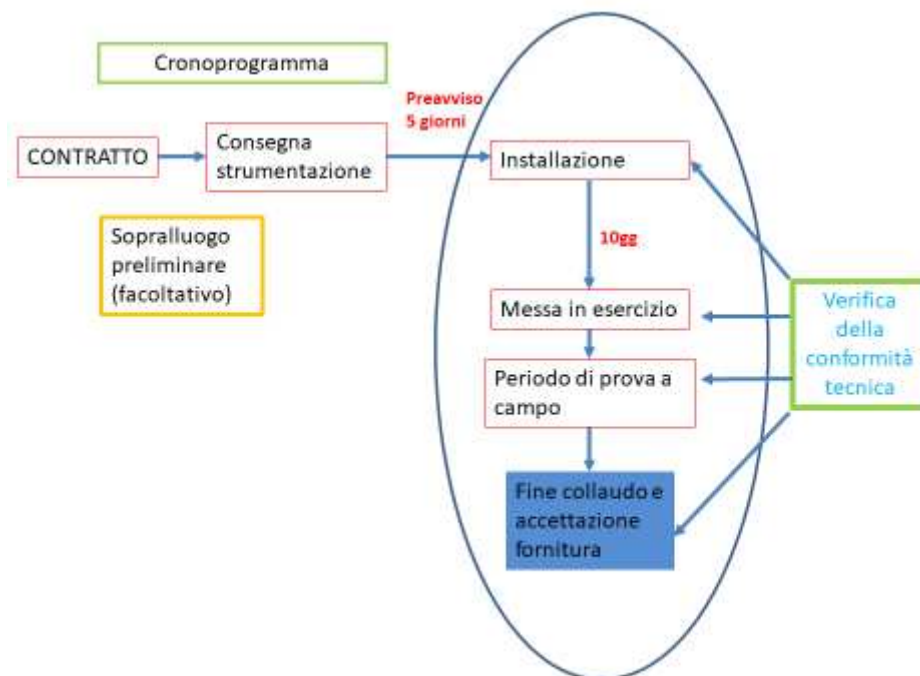 Cronoprogramma
Preavviso
5 giorni
CONTRATTO
Consegna
strumentazione
Installazione
Sopralluogo
preliminare
(facoltativo)
10gg
Messa in esercizio
Verifica
della
conformità
tecnica
Periodo di prova a
campo
Fine collaudo e
accettazione
fornitura